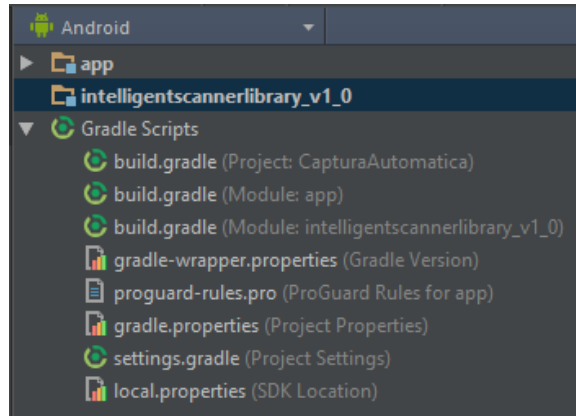 Android
app
intelligentscannerlibrary_v1_0
Gradle Scripts
build.gradle (Project: CapturaAutomatica)
build.gradle (Module: app)
build.gradle (Module: intelligentscannerlibrary_v1_0)
gradle-wrapper.properties (Gradle Version)
proguard-rules.pro (ProGuard Rules for app)
gradle.properties (Project Properties)
settings.gradle (Project Settings)
local.properties (SDK Location)